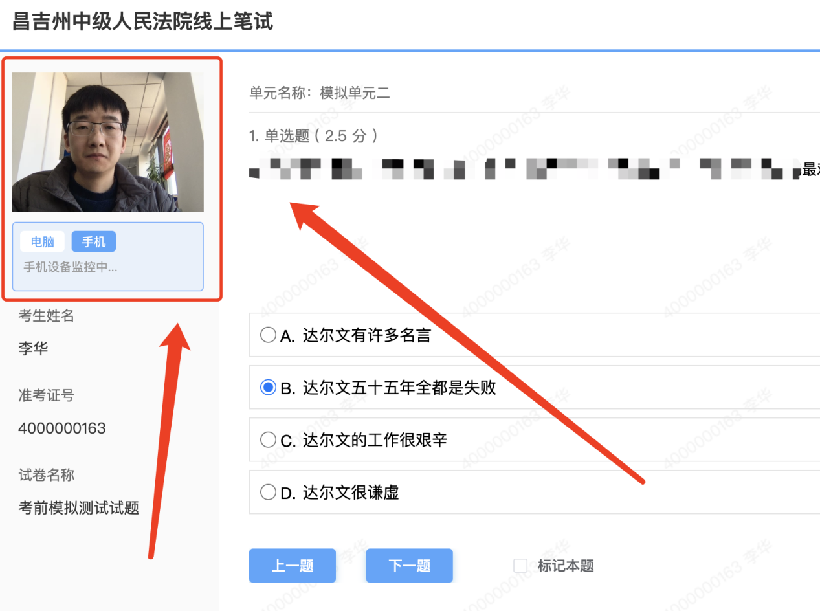 昌吉州中级人民法院线上笔试
电脑 手机
手机设备监控中...
考生姓名
李华
准考证号
4000000163
试卷名称
考前模拟测试试题
单元名称：模拟单元二
1. 单选题（2.5 分）
A. 达尔文有许多名言
B. 达尔文五十五年全都是失败
C. 达尔文的工作很艰辛
D. 达尔文很谦虚
上一题 下一题 标记本题
4000000163 李华